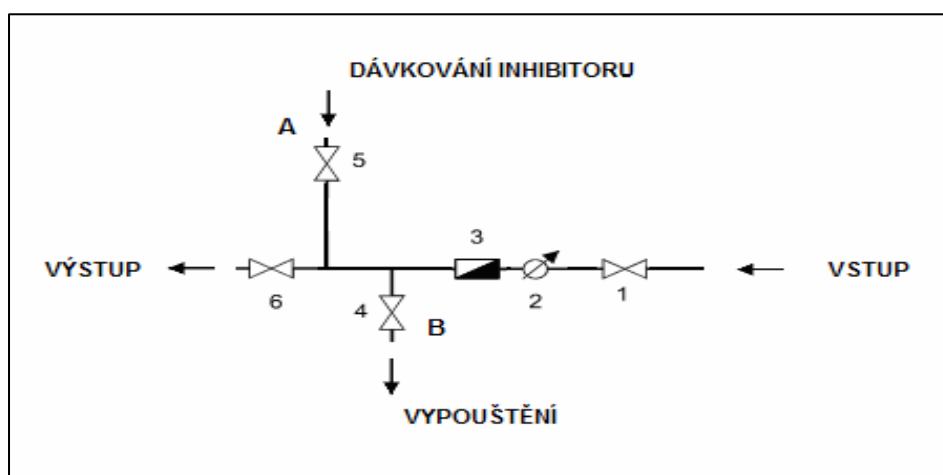 DÁVKOVÁNÍ INHIBITORU
A
5
3
VÝSTUP
VSTUP
6
4
2
1
B
VYPOUŠTĚNÍ